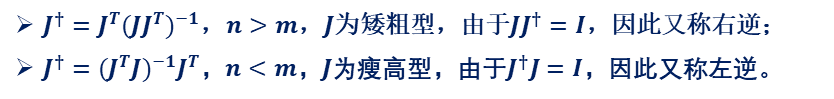 ➢ J† = Jᵀ(JJᵀ)⁻¹，n > m，J为矮粗型，由于JJ† = I，因此又称右逆；
➢ J† = (JᵀJ)⁻¹Jᵀ，n < m，J为瘦高型，由于J†J = I，因此又称左逆。